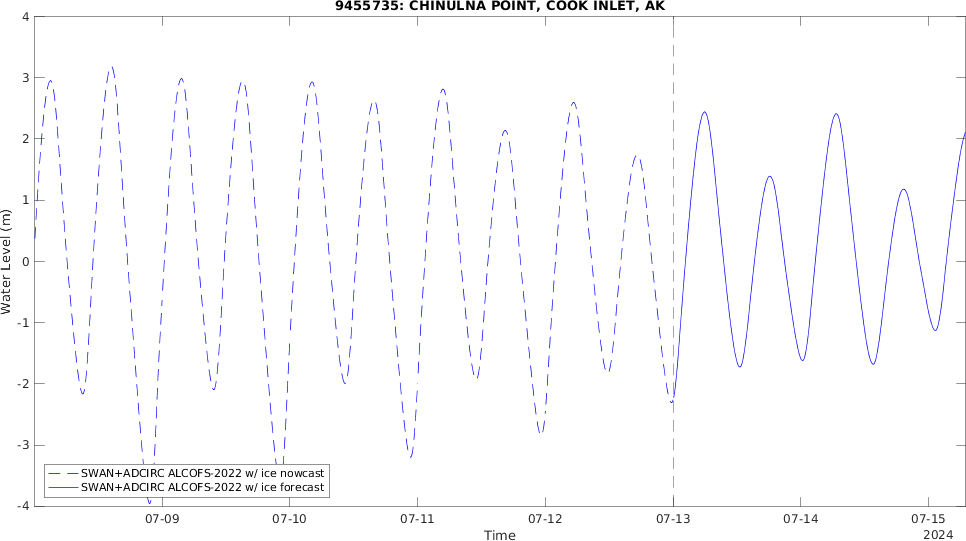 9455735: CHINULNA POINT, COOK INLET, AK
4
3
2
1
0
-1
-2
-3
-4
Water Level (m)
SWAN+ADCIRC ALCOFS-2022 w/ ice nowcast
SWAN+ADCIRC ALCOFS-2022 w/ ice forecast
07-09 07-10 07-11 07-12 07-13 07-14 07-15
Time
2024